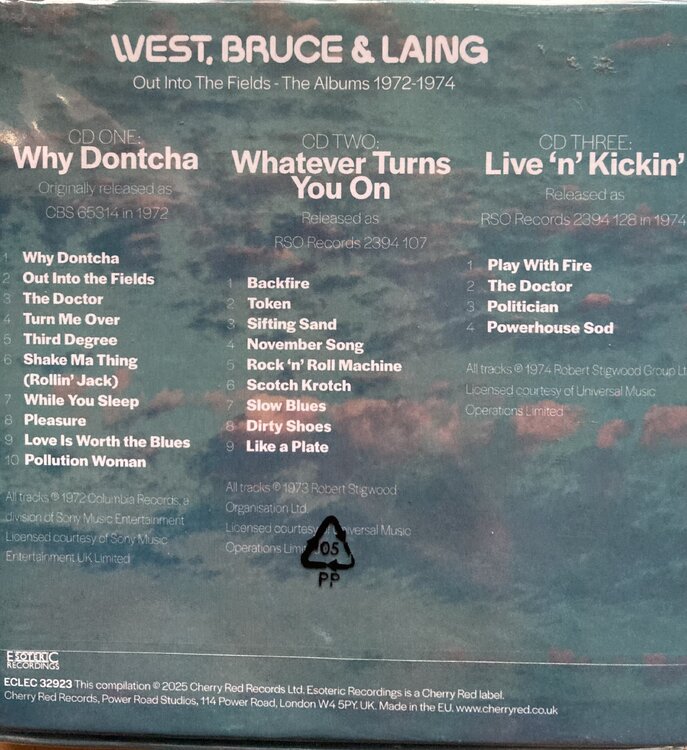 WEST, BRUCE & LAING
Out Into The Fields - The Albums 1972-1974
CD ONE:
Why Dontcha
Originally released as
CBS 65314 in 1972
1 Why Dontcha
2 Out Into the Fields
3 The Doctor
4 Turn Me Over
5 Third Degree
6 Shake Ma Thing
(Rollin' Jack)
7 While You Sleep
8 Pleasure
9 Love Is Worth the Blues
10 Pollution Woman
All tracks ℗ 1972 Columbia Records, a
division of Sony Music Entertainment
Licensed courtesy of Sony Music
Entertainment UK Limited
CD TWO:
Whatever Turns
You On
Released as
RSO Records 2394 107
1 Backfire
2 Token
3 Sifting Sand
4 November Song
5 Rock 'n' Roll Machine
6 Scotch Krotch
7 Slow Blues
8 Dirty Shoes
9 Like a Plate
All tracks ℗ 1973 Robert Stigwood
Organisation Ltd
Licensed courtesy Universal Music
Operations
05
PP
CD THREE:
Live 'n' Kickin'
Released as
RSO Records 2394 128 in 1974
1 Play With Fire
2 The Doctor
3 Politician
4 Powerhouse Sod
All tracks ℗ 1974 Robert Stigwood Group Lt
Licensed courtesy of Universal Music
Operations Limited
ESOTERIC
RECORDINGS
ECLEC 32923 This compilation ℗ 2025 Cherry Red Records Ltd. Esoteric Recordings is a Cherry Red label.
Cherry Red Records, Power Road Studios, 114 Power Road, London W4 5PY. UK. Made in the EU. www.cherryred.co.uk